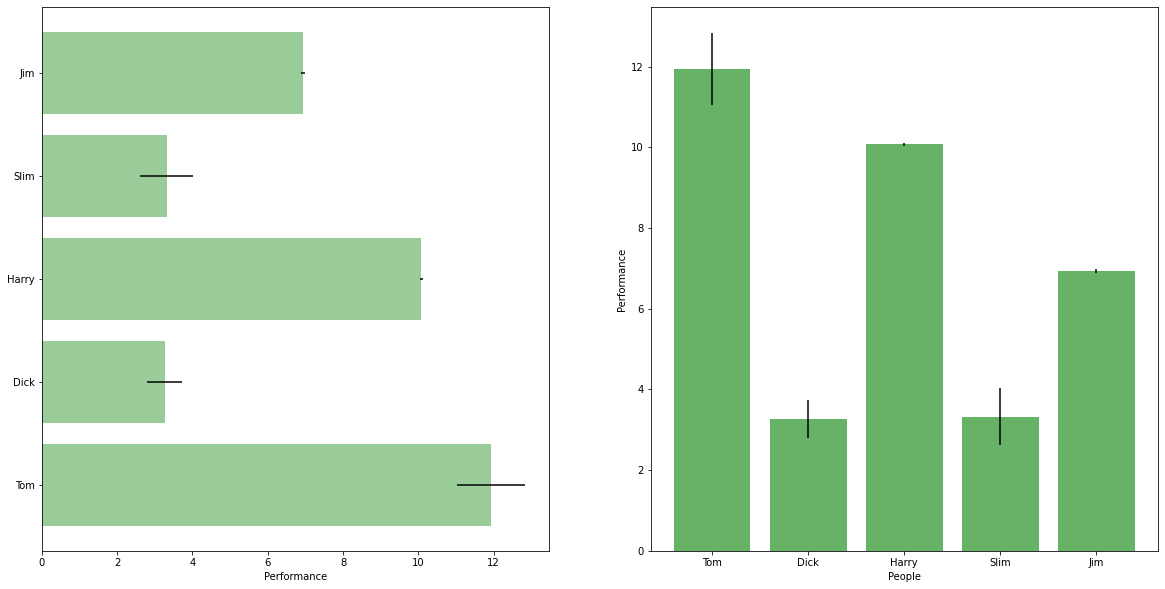 Jim
Slim
Harry
Dick
Tom
0 2 4 6 8 10 12
Performance
12
10
8
6
4
2
0
Performance
Tom Dick Harry Slim Jim
People